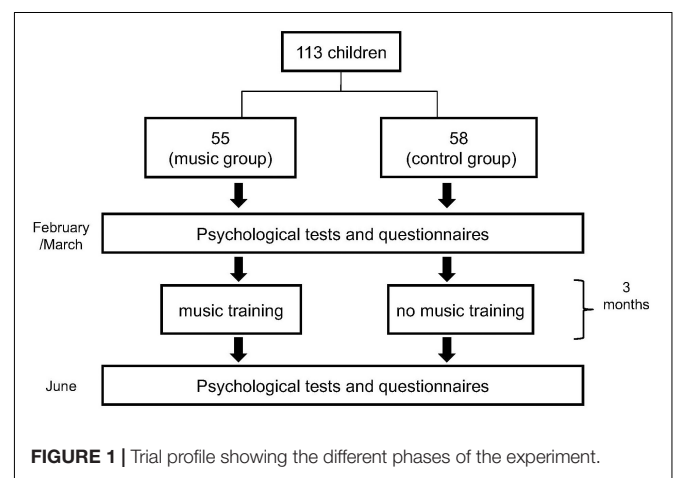 113 children
55
(music group)
58
(control group)
February
/March
Psychological tests and questionnaires
music training
no music training
3
months
June
Psychological tests and questionnaires
FIGURE 1 | Trial profile showing the different phases of the experiment.